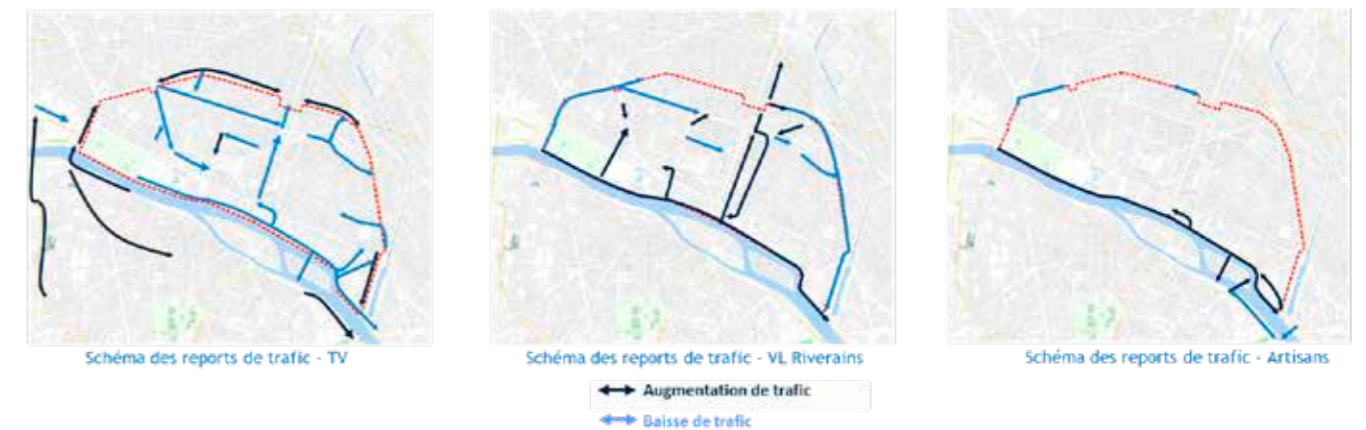 Schéma des reports de trafic - TV
Schéma des reports de trafic - VL Riverains
Schéma des reports de trafic - Artisans
Augmentation de trafic
Baisse de trafic